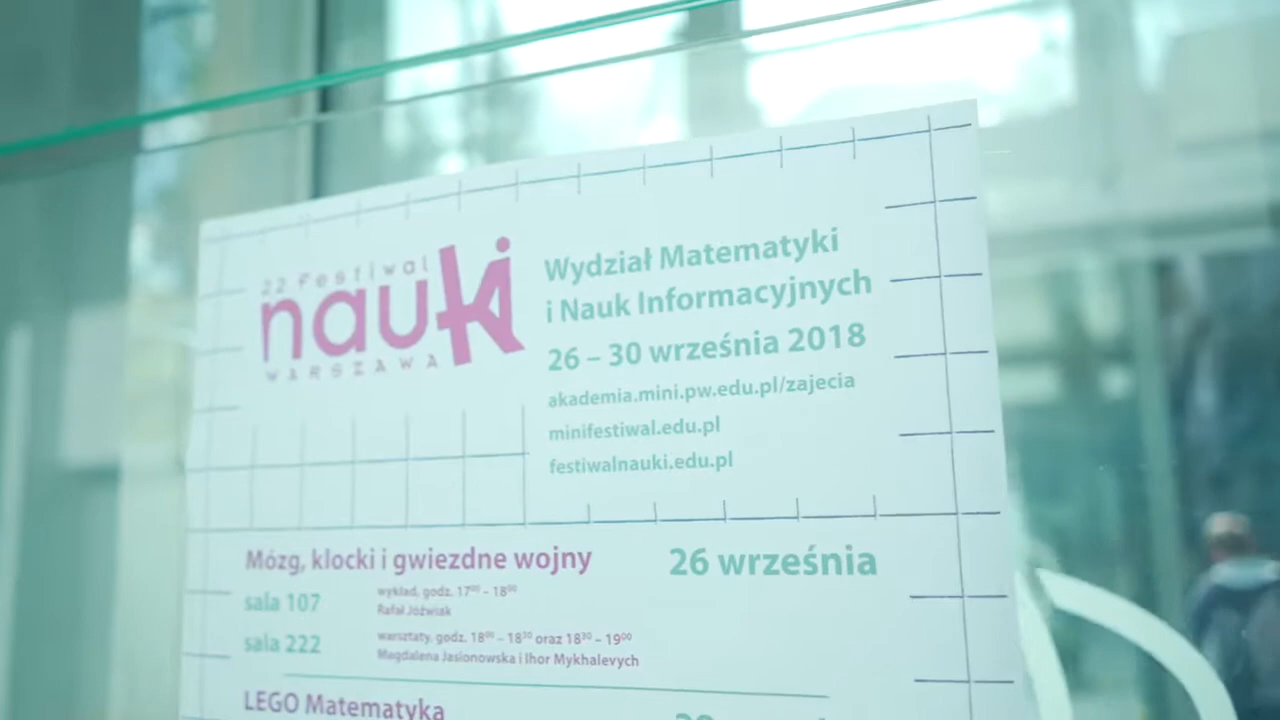 22 Festiwal
nauki
WARSZAWA
Wydział Matematyki
i Nauk Informacyjnych
26 – 30 września 2018
akademia.mini.pw.edu.pl/zajecia
minifestiwal.edu.pl
festiwalnauki.edu.pl
Mózg, klocki i gwiezdne wojny
26 września
sala 107
wykład, godz. 17⁰⁰ – 18⁰⁰
Rafał Jóźwiak
sala 222
warsztaty, godz. 18⁰⁰ – 18³⁰ oraz 18³⁰ – 19⁰⁰
Magdalena Jasionowska i Ihor Mykhalevych
LEGO Matematyka